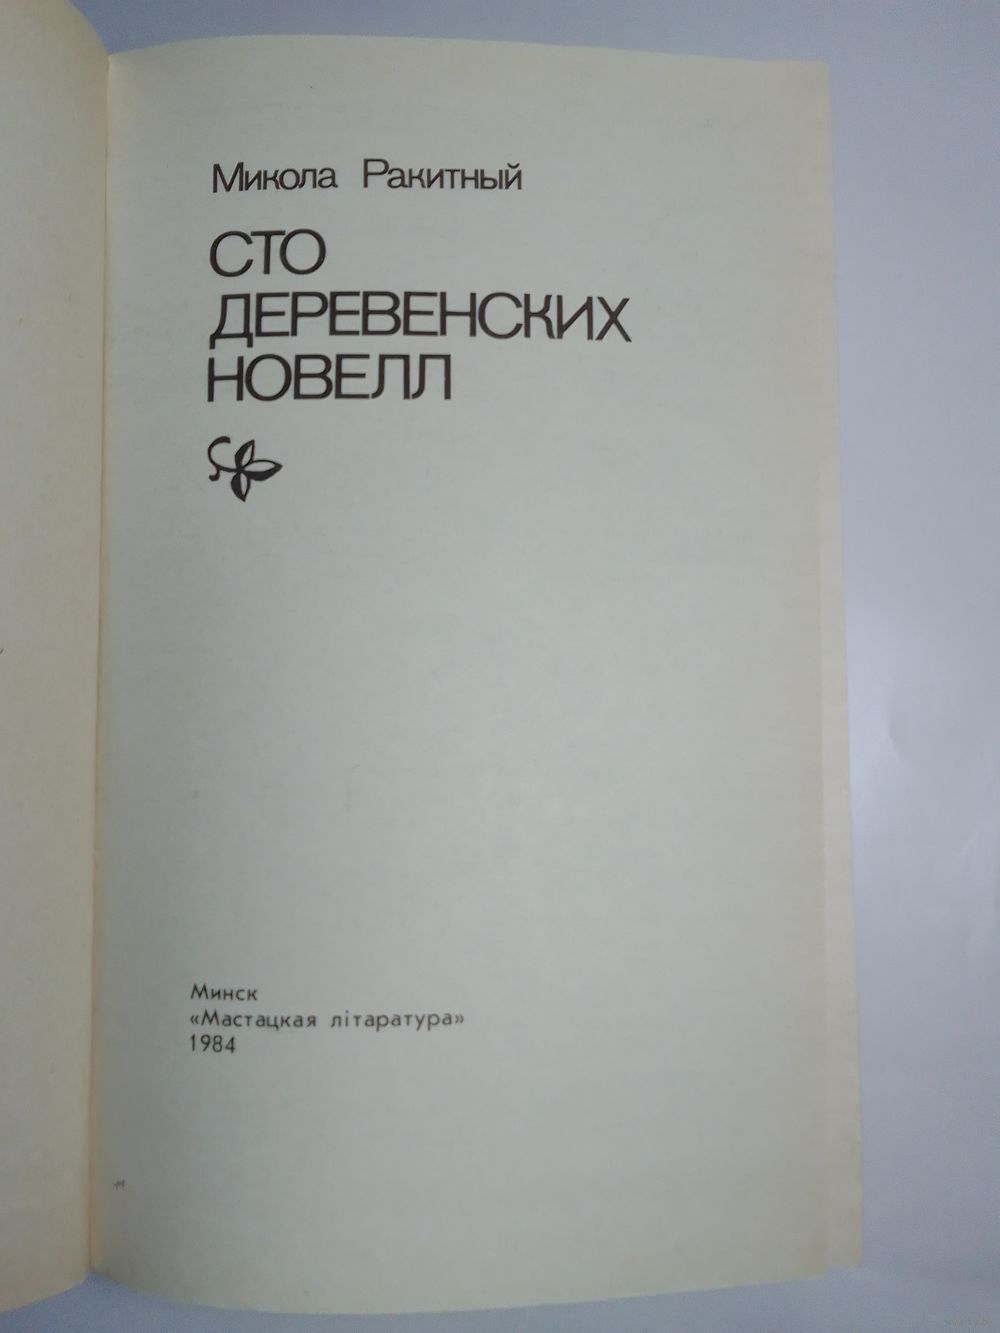 Микола Ракитный
СТО
ДЕРЕВЕНСКИХ
НОВЕЛЛ
Минск
«Мастацкая літаратура»
1984